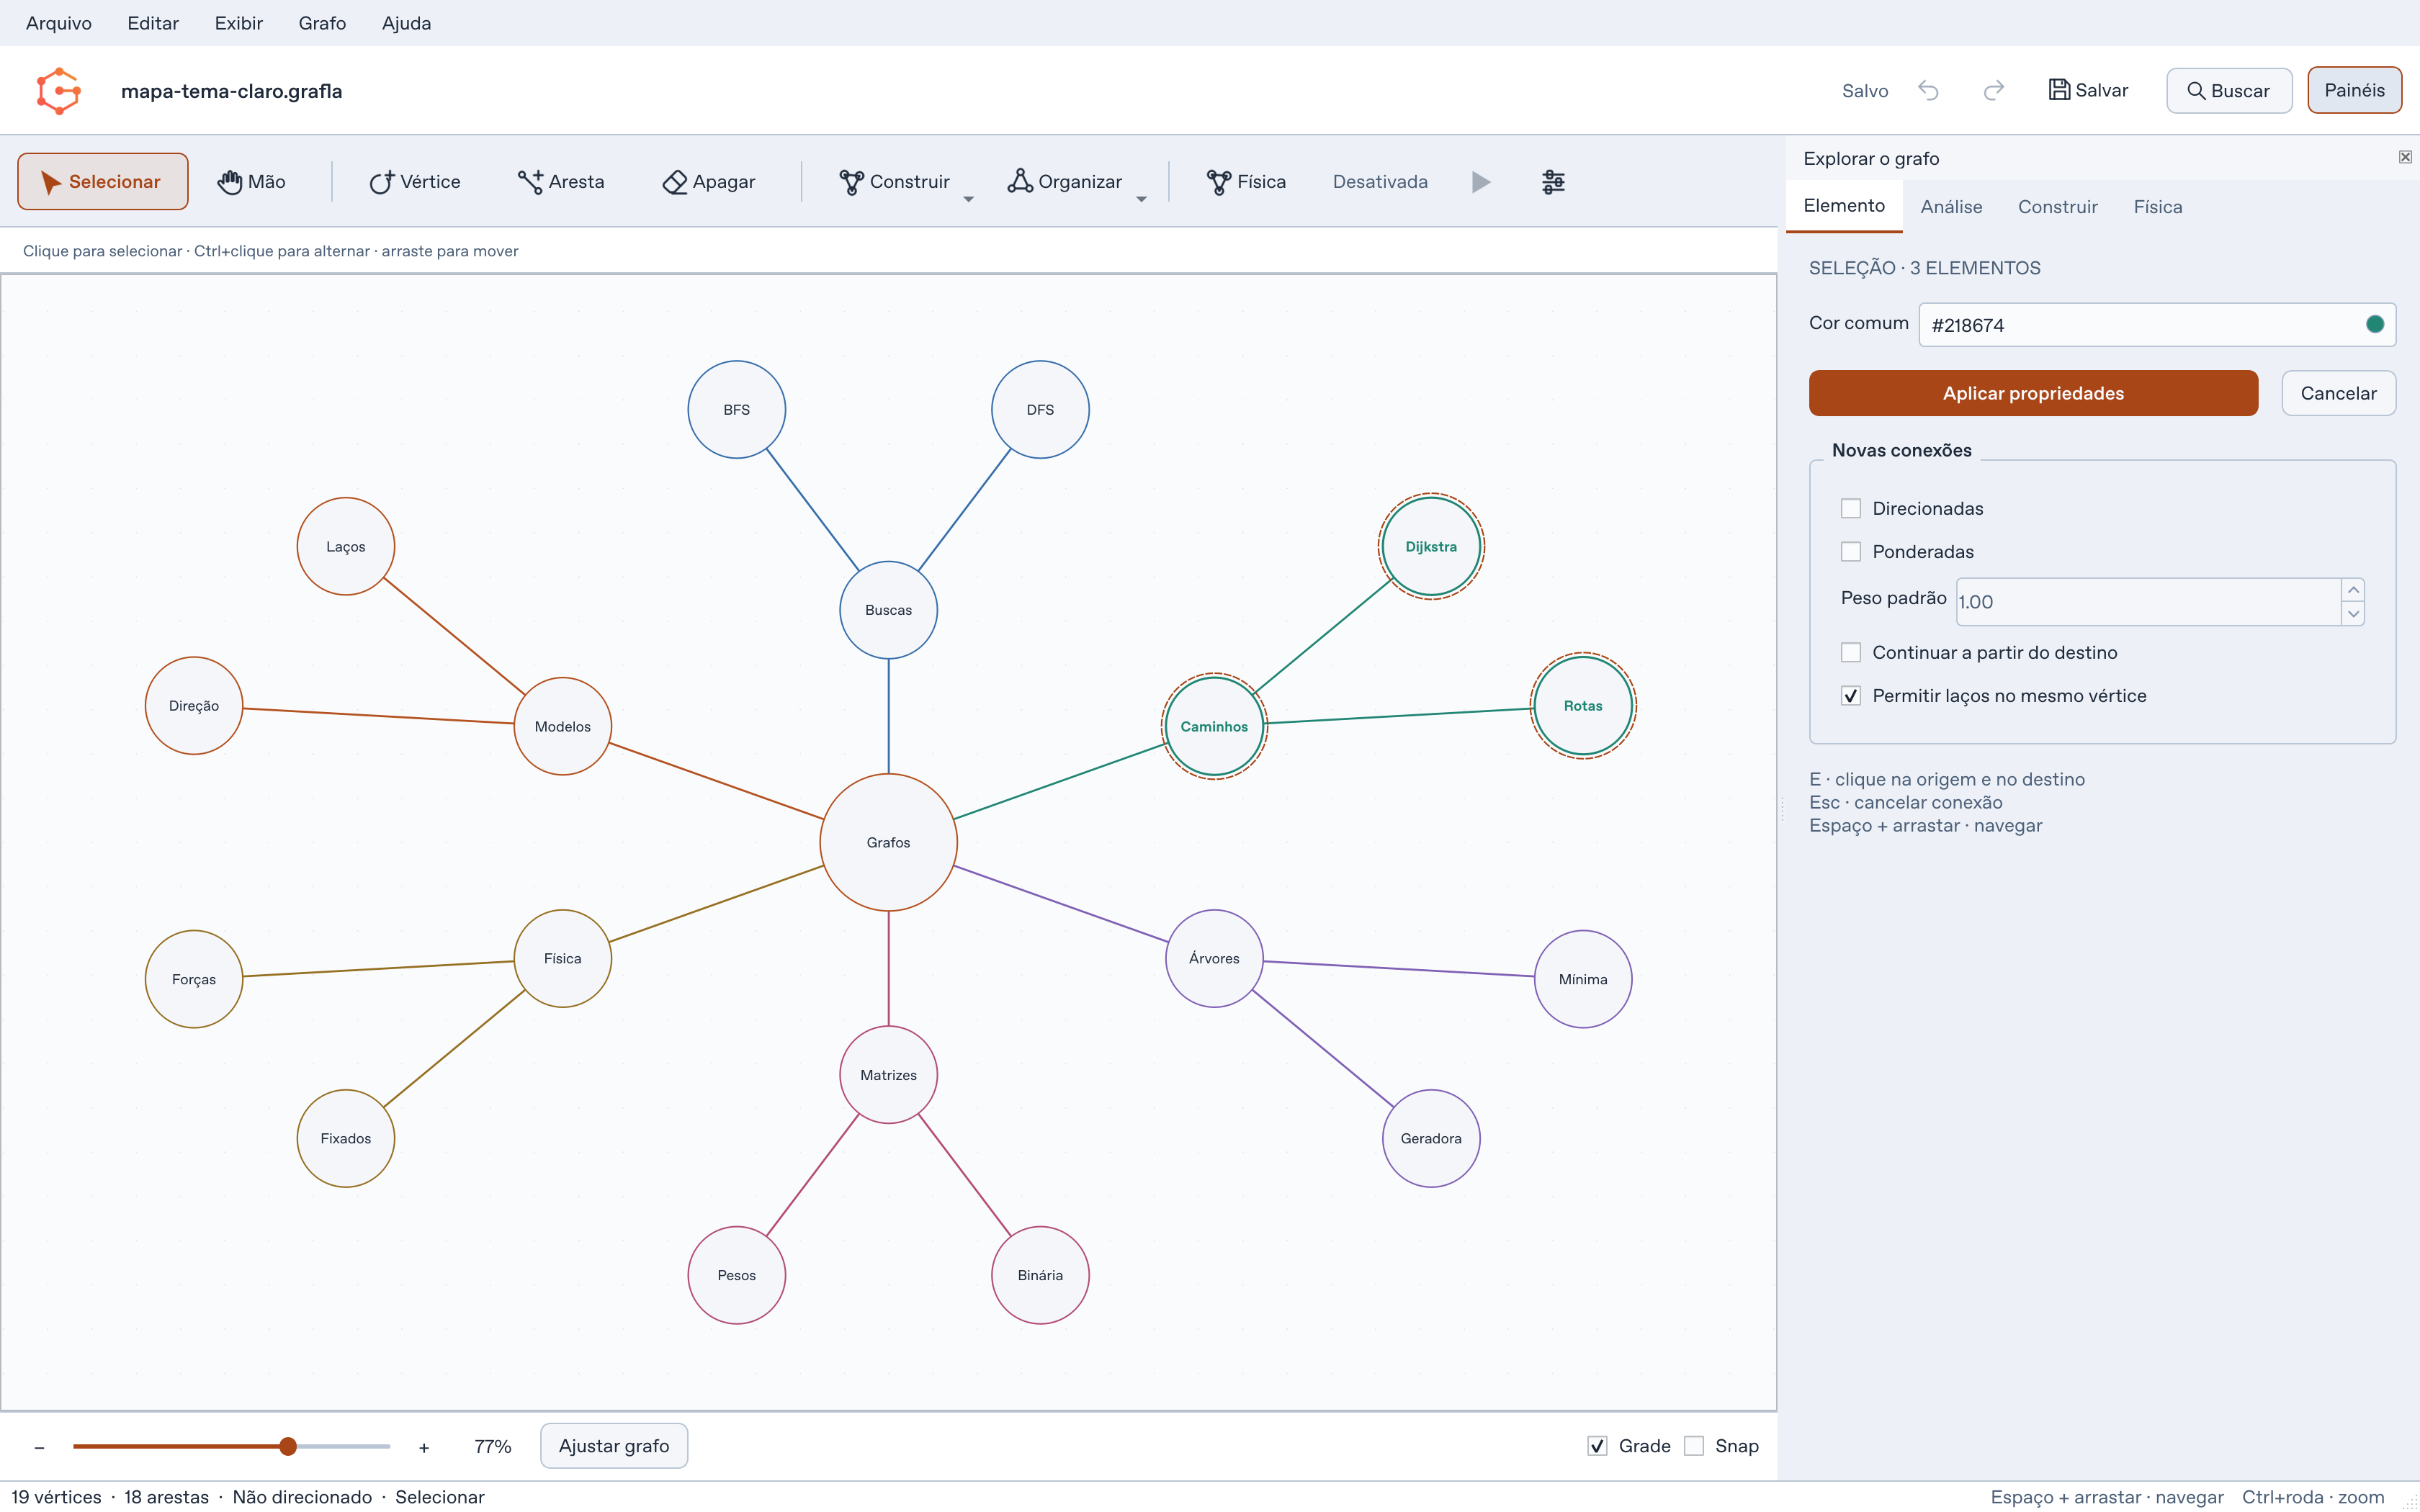 Arquivo Editar Exibir Grafo Ajuda
mapa-tema-claro.grafla
Salvo Salvar Buscar Painéis
Selecionar Mão Vértice Aresta Apagar Construir Organizar Física Desativada
Clique para selecionar · Ctrl+clique para alternar · arraste para mover
BFS DFS
Laços Dijkstra
Buscas
Direção Modelos Caminhos Rotas
Grafos
Forças Física Árvores Mínima
Matrizes
Fixados Geradora
Pesos Binária
Explorar o grafo
Elemento Análise Construir Física
SELEÇÃO · 3 ELEMENTOS
Cor comum #218674
Aplicar propriedades Cancelar
Novas conexões
Direcionadas
Ponderadas
Peso padrão 1.00
Continuar a partir do destino
Permitir laços no mesmo vértice
E · clique na origem e no destino
Esc · cancelar conexão
Espaço + arrastar · navegar
– + 77% Ajustar grafo Grade Snap
19 vértices · 18 arestas · Não direcionado · Selecionar Espaço + arrastar · navegar Ctrl+roda · zoom